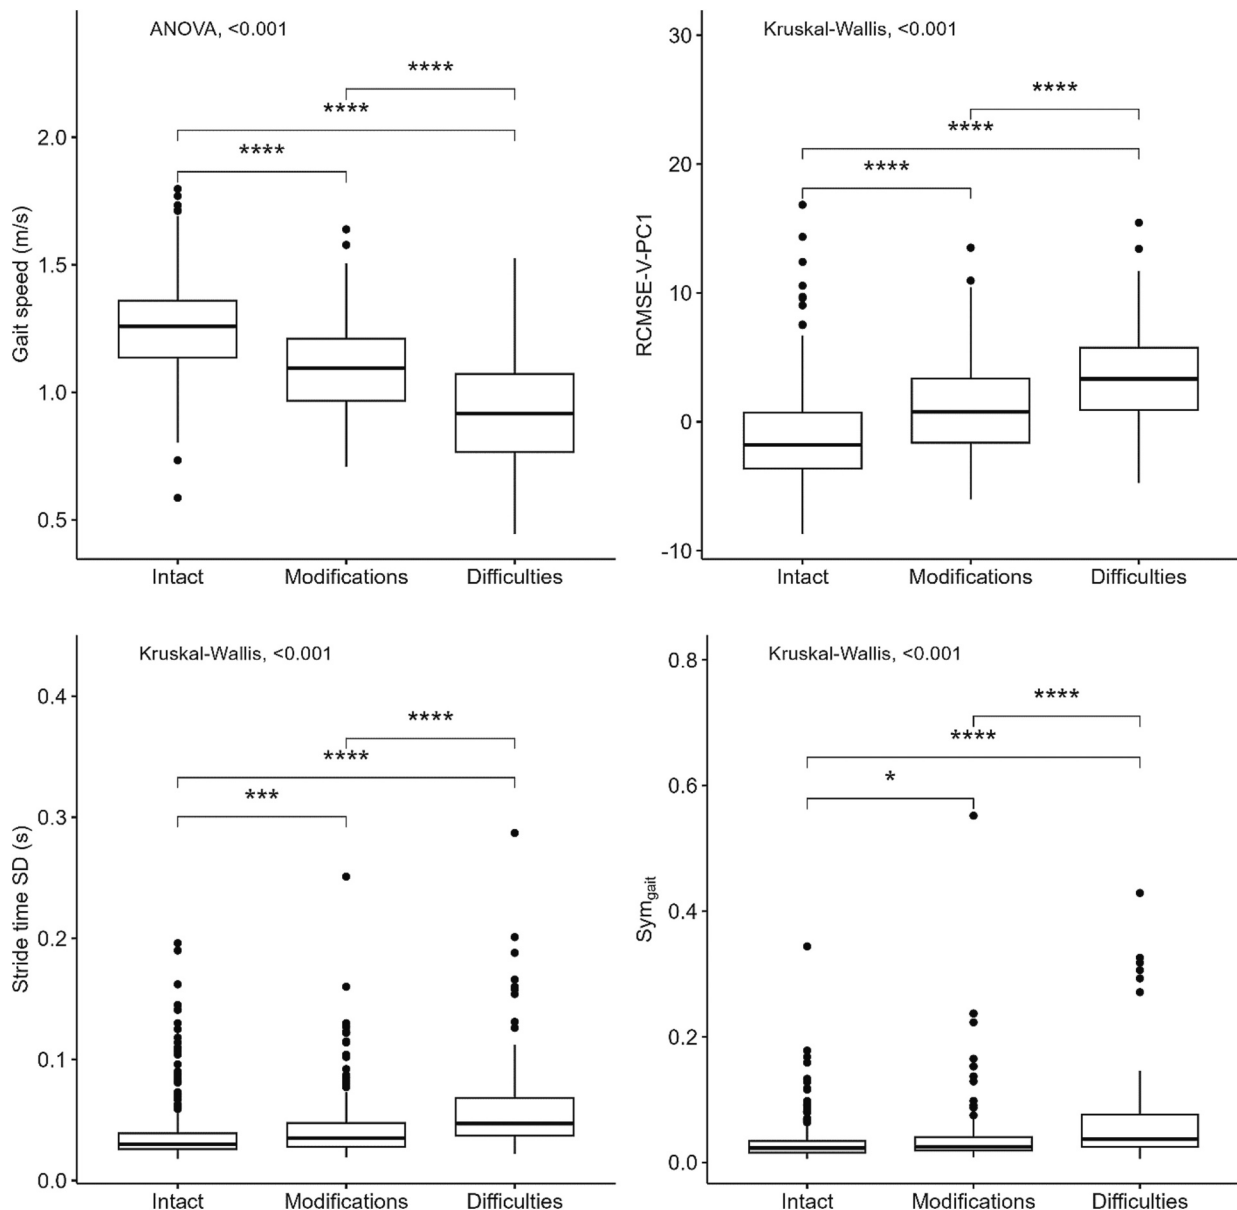 ANOVA, <0.001
****
****
****
2.0
1.5
1.0
0.5
Gait speed (m/s)
Intact Modifications Difficulties
Kruskal-Wallis, <0.001
****
****
****
30
20
10
0
-10
RCMSE-V-PC1
Intact Modifications Difficulties
Kruskal-Wallis, <0.001
****
****
***
0.4
0.3
0.2
0.1
0.0
Stride time SD (s)
Intact Modifications Difficulties
Kruskal-Wallis, <0.001
****
****
*
0.8
0.6
0.4
0.2
0.0
Symgait
Intact Modifications Difficulties